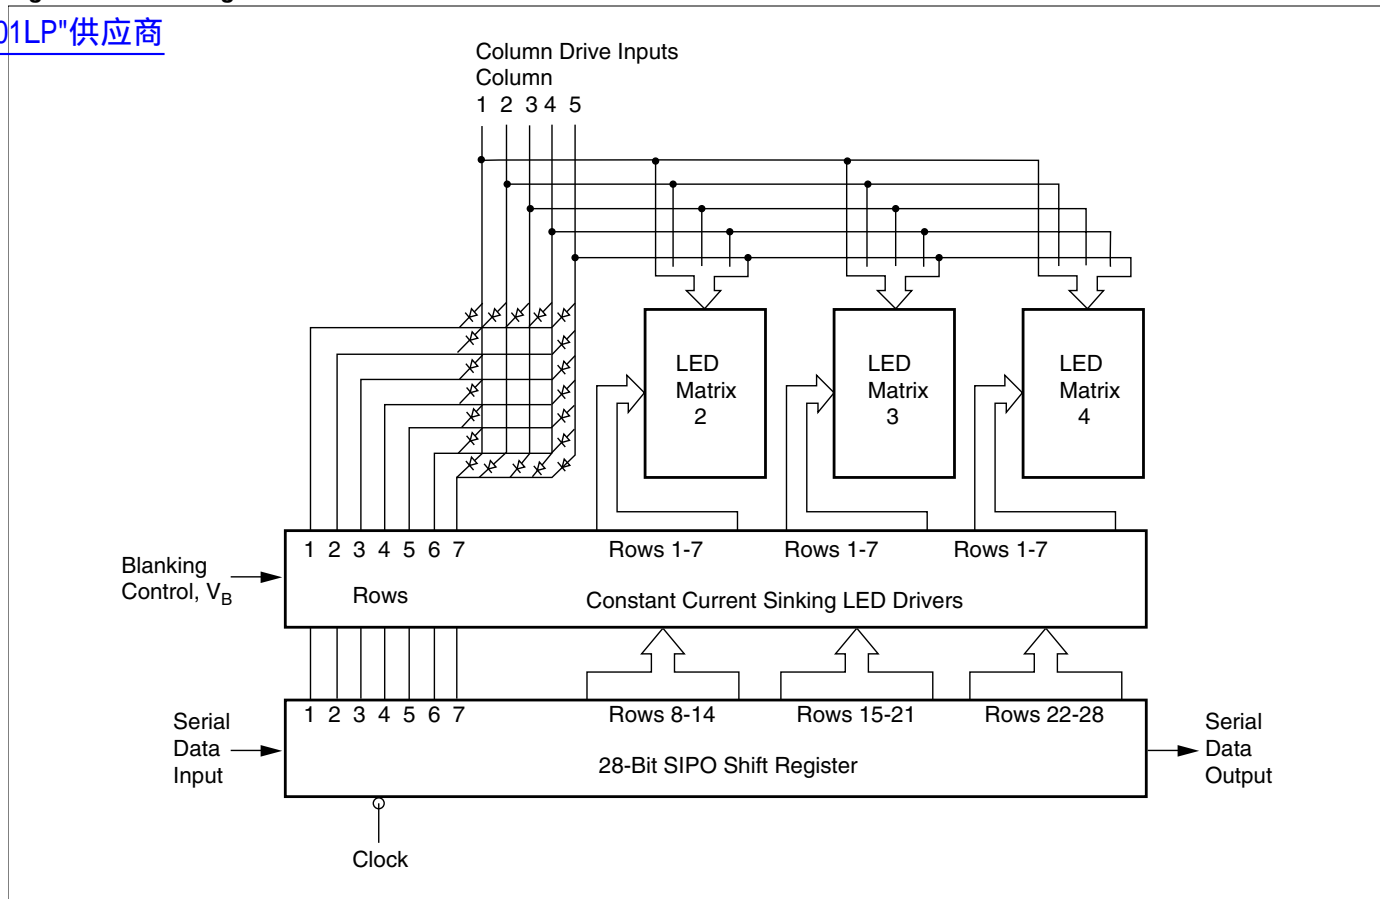 01LP"供应商
Column Drive Inputs
Column
1 2 3 4 5
LED
Matrix
2
LED
Matrix
3
LED
Matrix
4
1 2 3 4 5 6 7
Rows 1-7
Rows 1-7
Rows 1-7
Blanking
Control, VB
Rows
Constant Current Sinking LED Drivers
1 2 3 4 5 6 7
Rows 8-14
Rows 15-21
Rows 22-28
Serial
Data
Input
28-Bit SIPO Shift Register
Serial
Data
Output
Clock